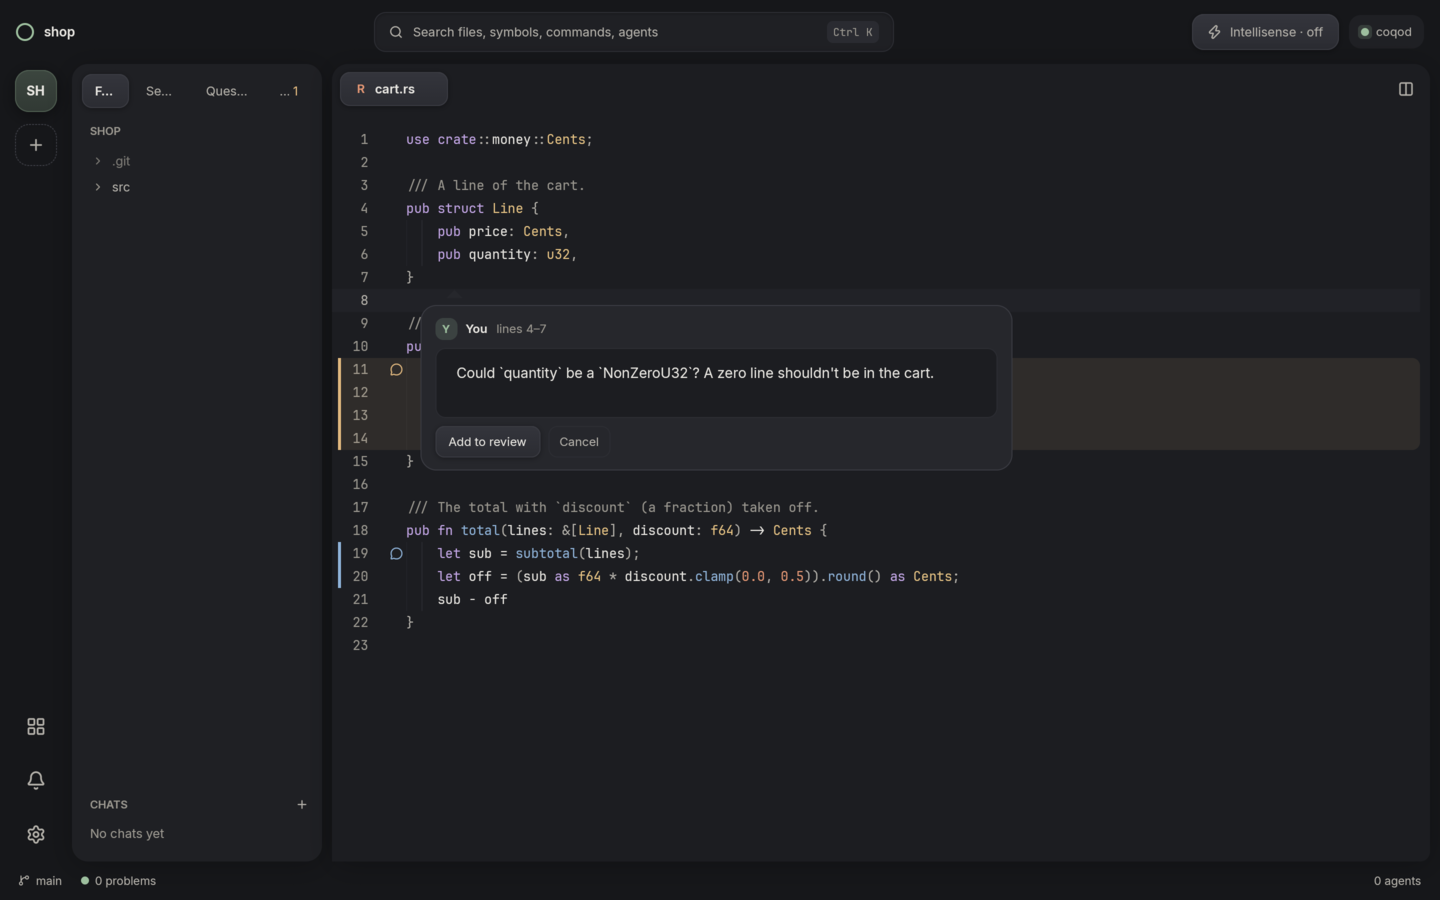 shop
Search files, symbols, commands, agents
Ctrl K
Intellisense · off
coqod
SH
F...
Se...
Ques...
... 1
R cart.rs
SHOP
.git
src
1 use crate::money::Cents;
2
3 /// A line of the cart.
4 pub struct Line {
5 pub price: Cents,
6 pub quantity: u32,
7 }
8
9 //
10 pu
11
12
13
14
15 }
16
17 /// The total with `discount` (a fraction) taken off.
18 pub fn total(lines: &[Line], discount: f64) -> Cents {
19 let sub = subtotal(lines);
20 let off = (sub as f64 * discount.clamp(0.0, 0.5)).round() as Cents;
21 sub - off
22 }
23
Y You lines 4–7
Could `quantity` be a `NonZeroU32`? A zero line shouldn't be in the cart.
Add to review
Cancel
CHATS
No chats yet
main
0 problems
0 agents